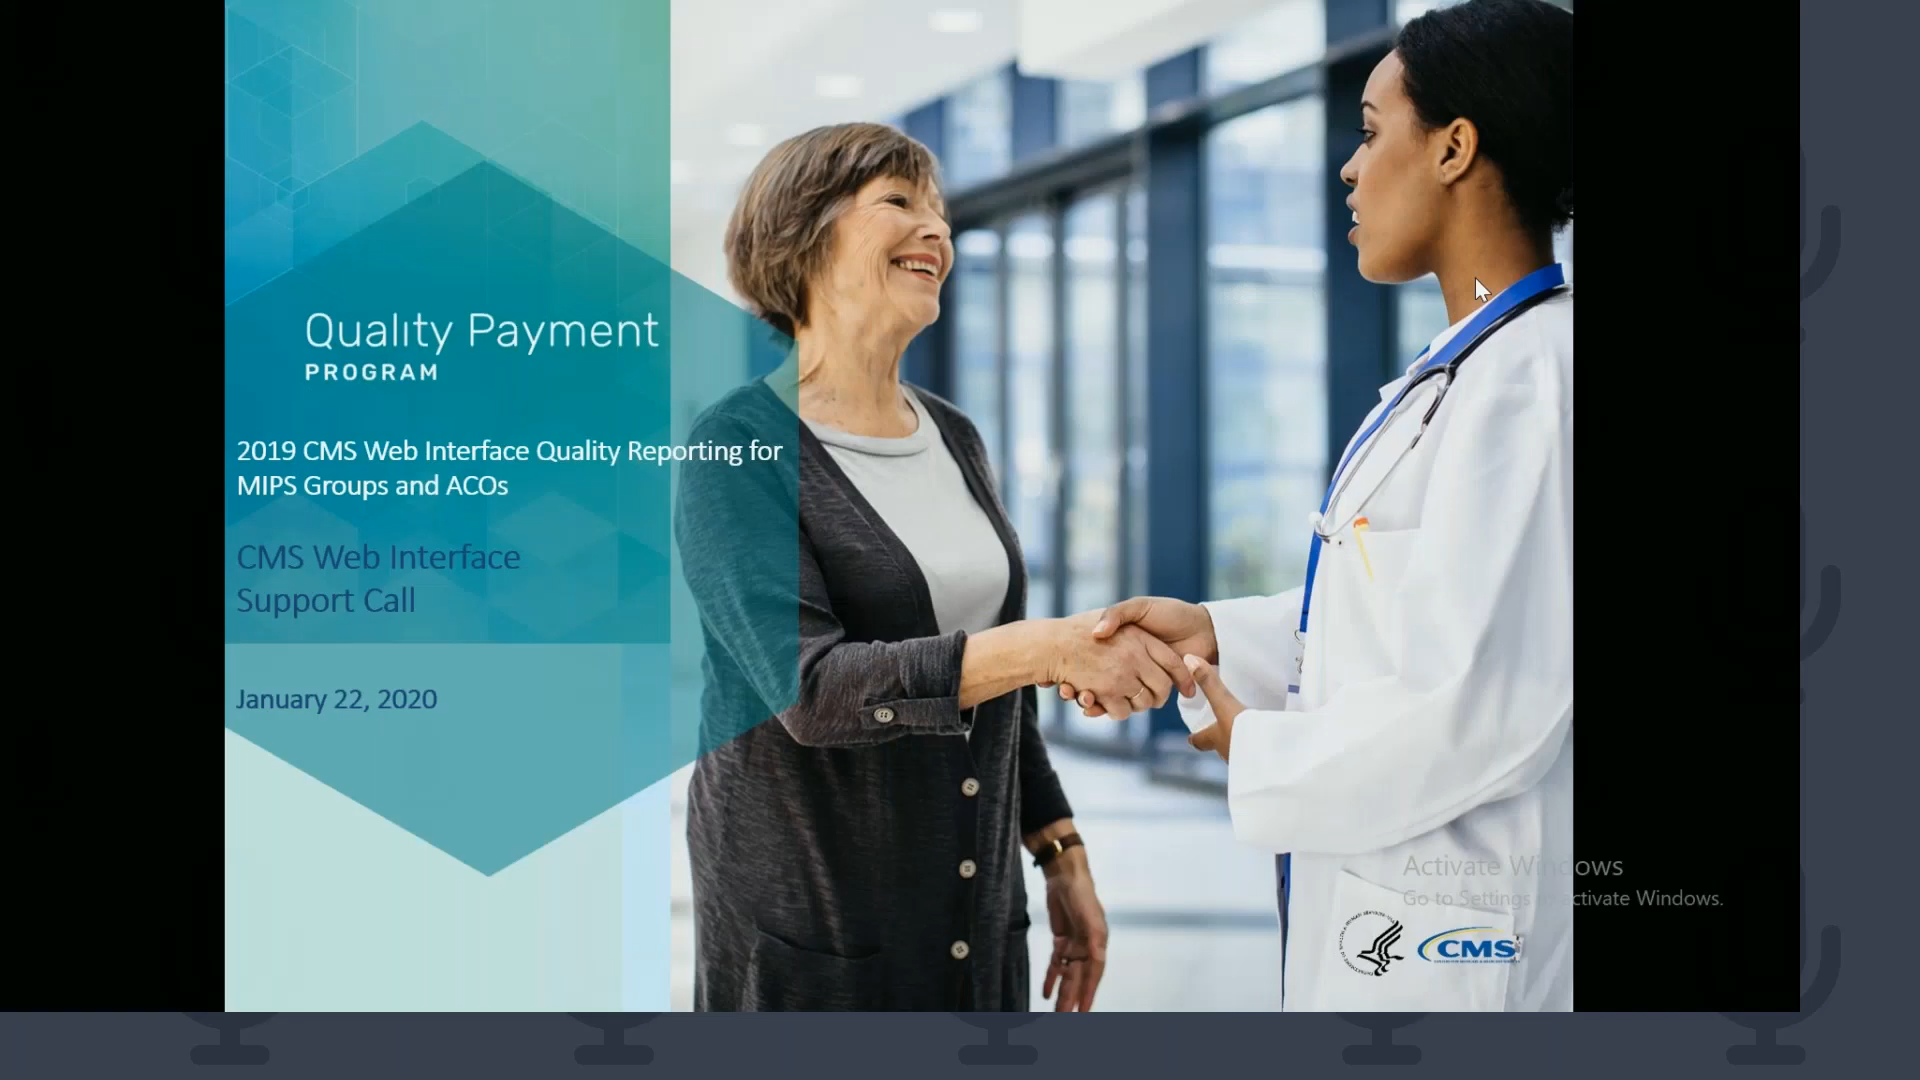 Quality Payment
PROGRAM
2019 CMS Web Interface Quality Reporting for
MIPS Groups and ACOs
CMS Web Interface
Support Call
January 22, 2020
Activate Windows
Go to Settings to activate Windows.
CMS